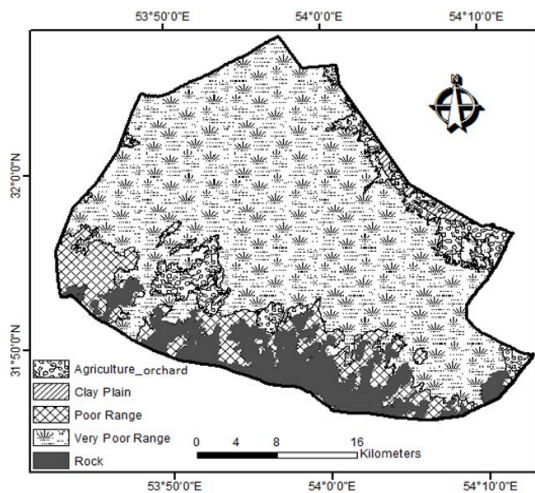 53°50'0"E 54°0'0"E 54°10'0"E
N
32°0'0"N
31°50'0"N
Agriculture_orchard
Clay Plain
Poor Range
Very Poor Range
Rock
0 4 8 16
Kilometers
53°50'0"E 54°0'0"E 54°10'0"E